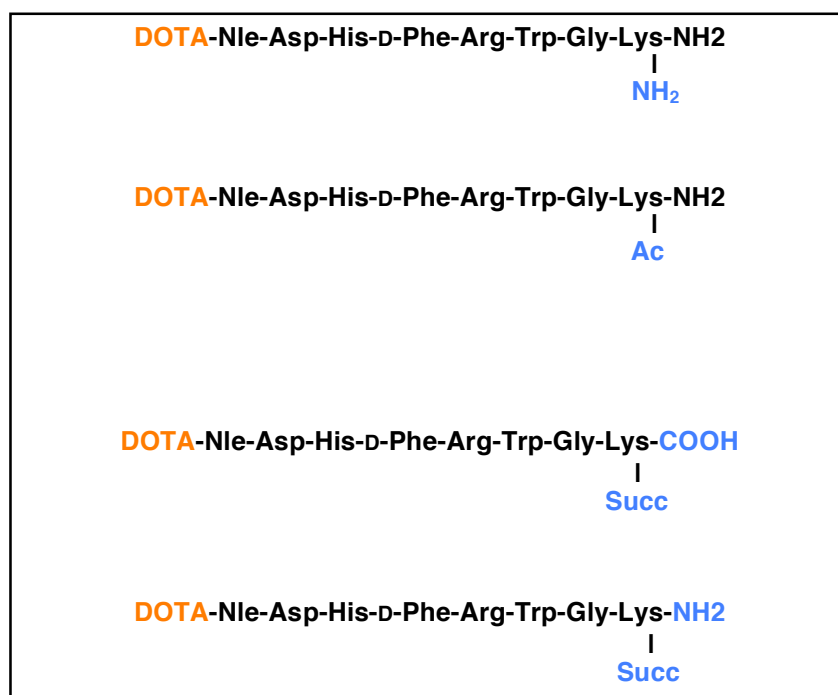 DOTA-Nle-Asp-His-D-Phe-Arg-Trp-Gly-Lys-NH2
NH₂
DOTA-Nle-Asp-His-D-Phe-Arg-Trp-Gly-Lys-NH2
Ac
DOTA-Nle-Asp-His-D-Phe-Arg-Trp-Gly-Lys-COOH
Succ
DOTA-Nle-Asp-His-D-Phe-Arg-Trp-Gly-Lys-NH2
Succ